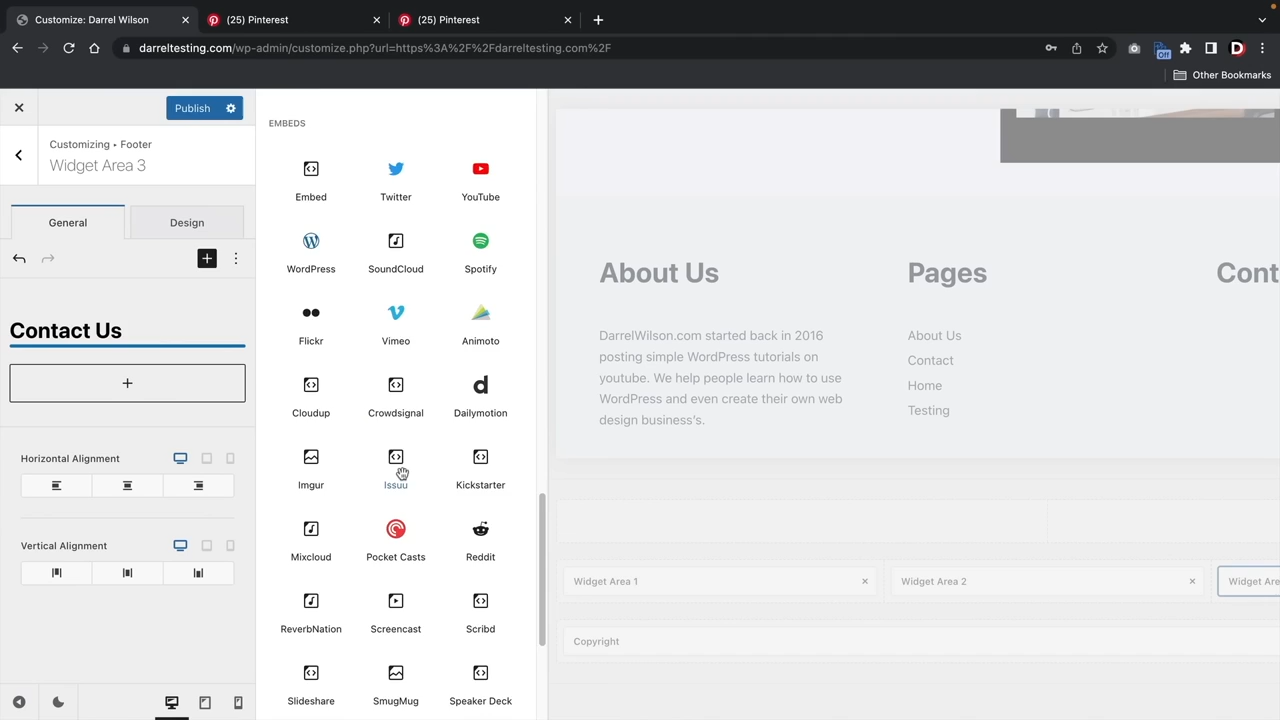 Customize: Darrel Wilson
(25) Pinterest
(25) Pinterest
darreltesting.com/wp-admin/customize.php?url=https%3A%2F%2Fdarreltesting.com%2F
Off
D
Other Bookmarks
Publish
Customizing • Footer
Widget Area 3
General
Design
Contact Us
Horizontal Alignment
Vertical Alignment
EMBEDS
Embed
Twitter
YouTube
WordPress
SoundCloud
Spotify
Flickr
Vimeo
Animoto
Cloudup
Crowdsignal
Dailymotion
Imgur
Issuu
Kickstarter
Mixcloud
Pocket Casts
Reddit
ReverbNation
Screencast
Scribd
Slideshare
SmugMug
Speaker Deck
About Us
DarrelWilson.com started back in 2016
posting simple WordPress tutorials on
youtube. We help people learn how to use
WordPress and even create their own web
design business's.
Pages
About Us
Contact
Home
Testing
Cont
Widget Area 1
Widget Area 2
Widget Are
Copyright